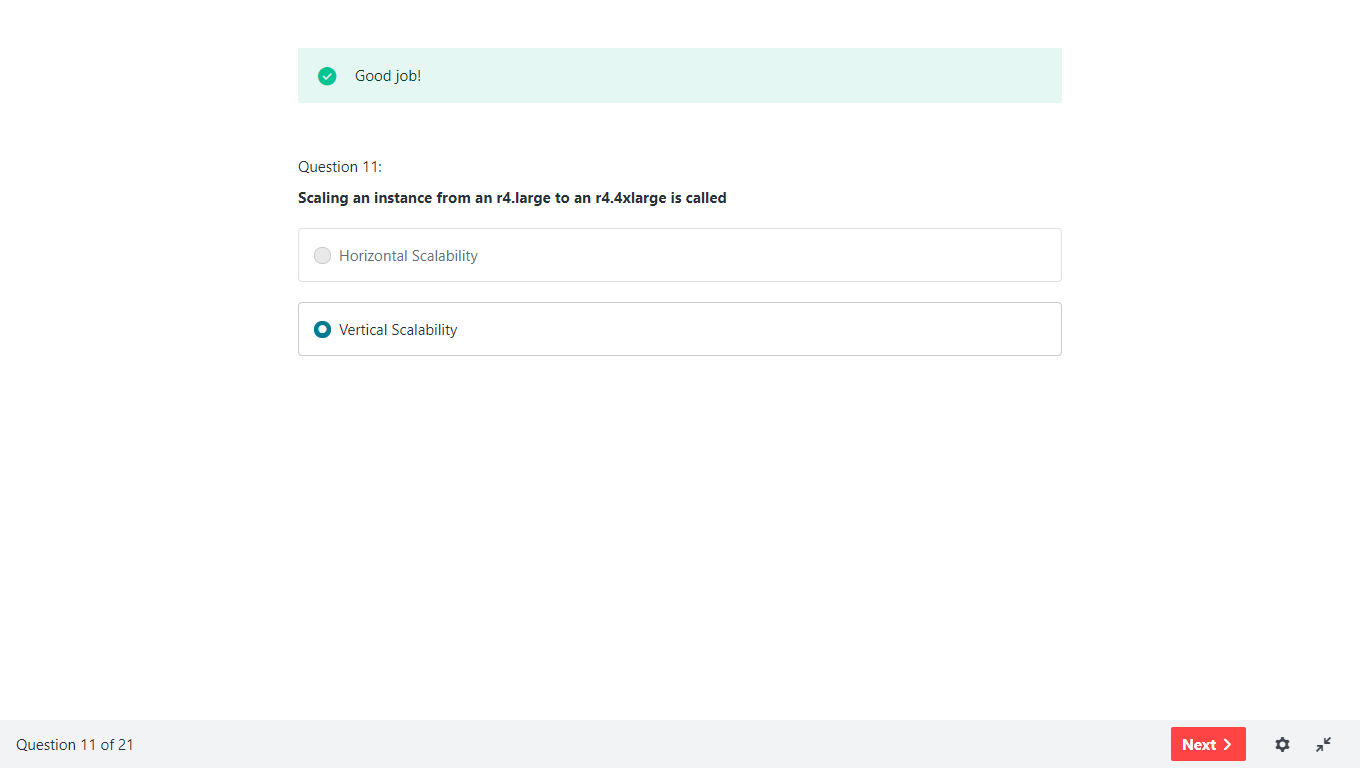 Good job!
Question 11:
Scaling an instance from an r4.large to an r4.4xlarge is called
Horizontal Scalability
Vertical Scalability
Question 11 of 21
Next